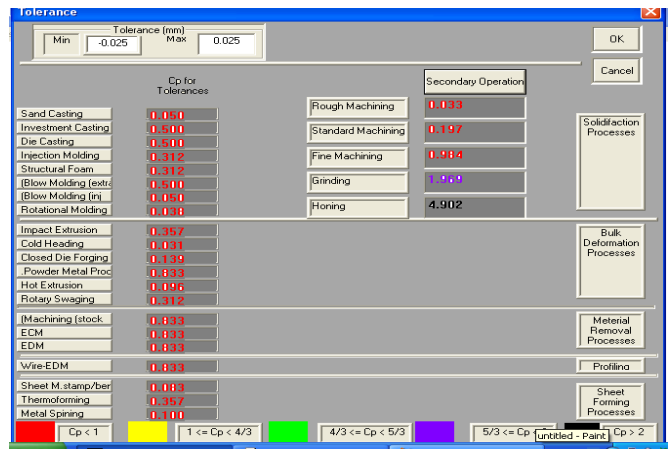 Tolerance
Tolerance (mm)
Min -0.025 Max 0.025
OK
Cancel
Cp for
Tolerances
Secondary Operation
Rough Machining 0.033
Standard Machining 0.197
Fine Machining 0.984
Grinding 1.969
Honing 4.902
Sand Casting 0.050
Investment Casting 0.500
Die Casting 0.500
Injection Molding 0.312
Structural Foam 0.312
(Blow Molding (extra 0.500
(Blow Molding (inj 0.050
Rotational Molding 0.038
Solidifaction
Processes
Impact Extrusion 0.357
Cold Heading 0.031
Closed Die Forging 0.139
.Powder Metal Proc 0.833
Hot Extrusion 0.096
Rotary Swaging 0.312
Bulk
Deformation
Processes
(Machining (stock 0.833
ECM 0.833
EDM 0.833
Meterial
Removal
Processes
Wire-EDM 0.833
Profiling
Sheet M.stamp/ber 0.083
Thermoforming 0.357
Metal Spining 0.100
Sheet
Forming
Processes
Cp < 1
1 <= Cp < 4/3
4/3 <= Cp < 5/3
5/3 <= Cp
Cp > 2
untitled - Paint